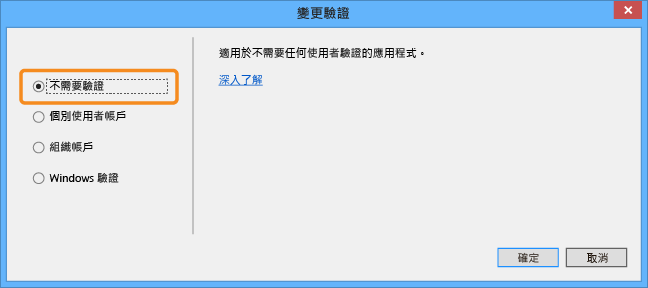 變更驗證
不需要驗證
個別使用者帳戶
組織帳戶
Windows 驗證
適用於不需要任何使用者驗證的應用程式。
深入了解
確定
取消